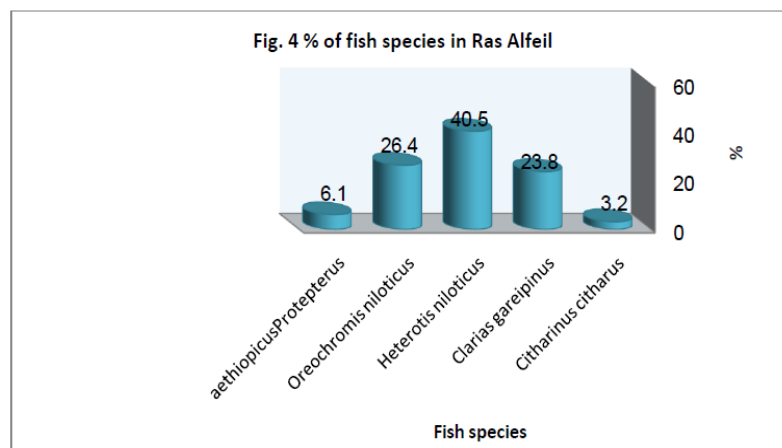 Fig. 4 % of fish species in Ras Alfeil
60
40
20
0
%
6.1
26.4
40.5
23.8
3.2
aethiopicusProtepterus
Oreochromis niloticus
Heterotis niloticus
Clarias gareipinus
Citharinus citharus
Fish species